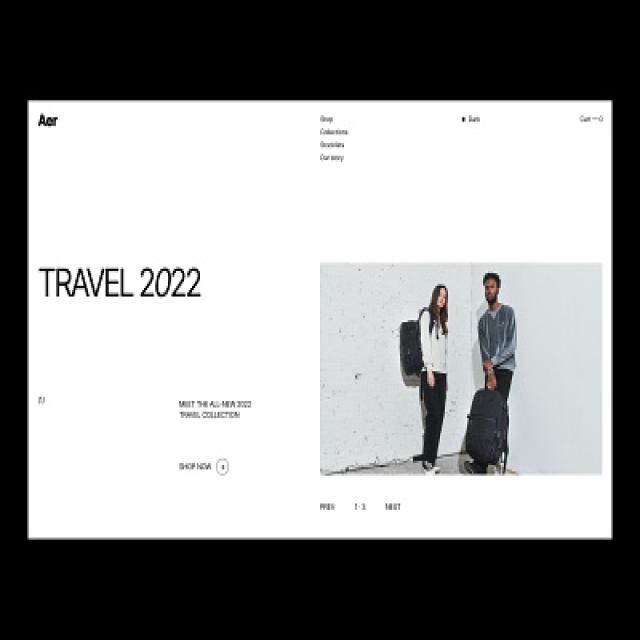 Aer
Shop
Collections
Stockists
Our story
Dark
Cart — 0
TRAVEL 2022
MEET THE ALL-NEW 2022
TRAVEL COLLECTION
SHOP NOW
PREV
1-3
NEXT